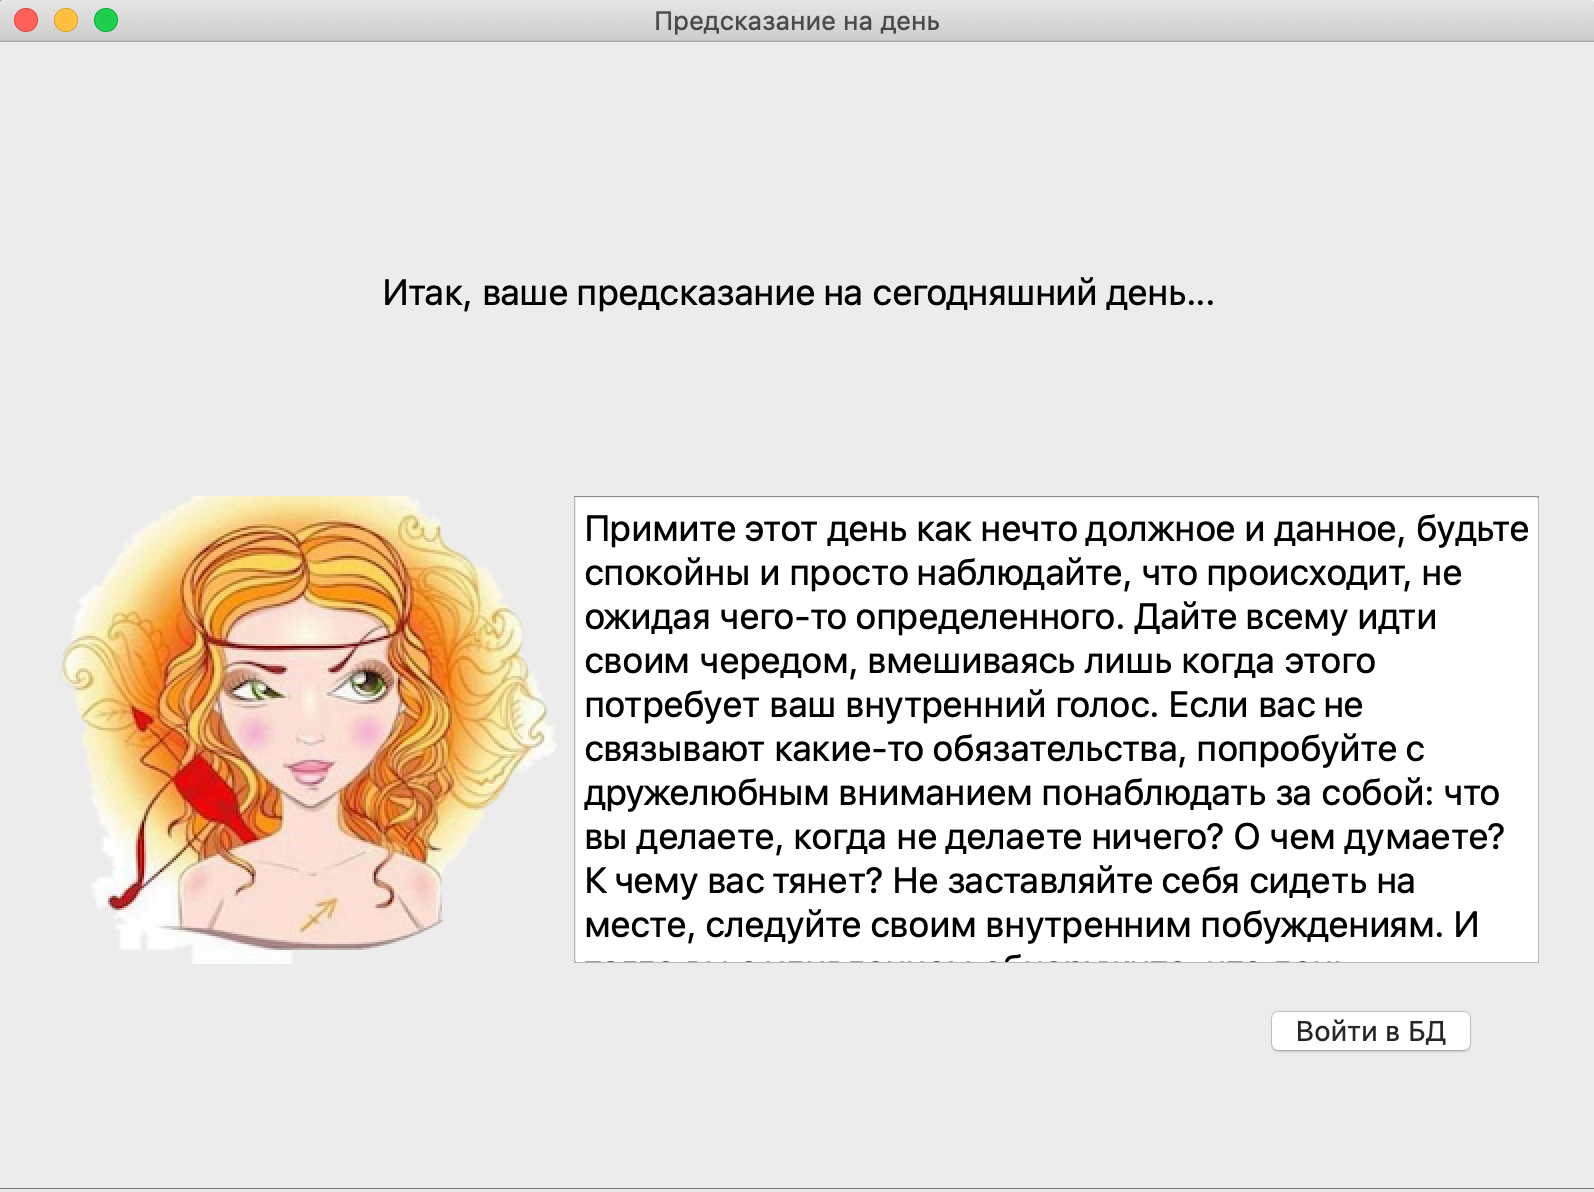 Предсказание на день
Итак, ваше предсказание на сегодняшний день...
Примите этот день как нечто должное и данное, будьте
спокойны и просто наблюдайте, что происходит, не
ожидая чего-то определенного. Дайте всему идти
своим чередом, вмешиваясь лишь когда этого
потребует ваш внутренний голос. Если вас не
связывают какие-то обязательства, попробуйте с
дружелюбным вниманием понаблюдать за собой: что
вы делаете, когда не делаете ничего? О чем думаете?
К чему вас тянет? Не заставляйте себя сидеть на
месте, следуйте своим внутренним побуждениям. И
Войти в БД